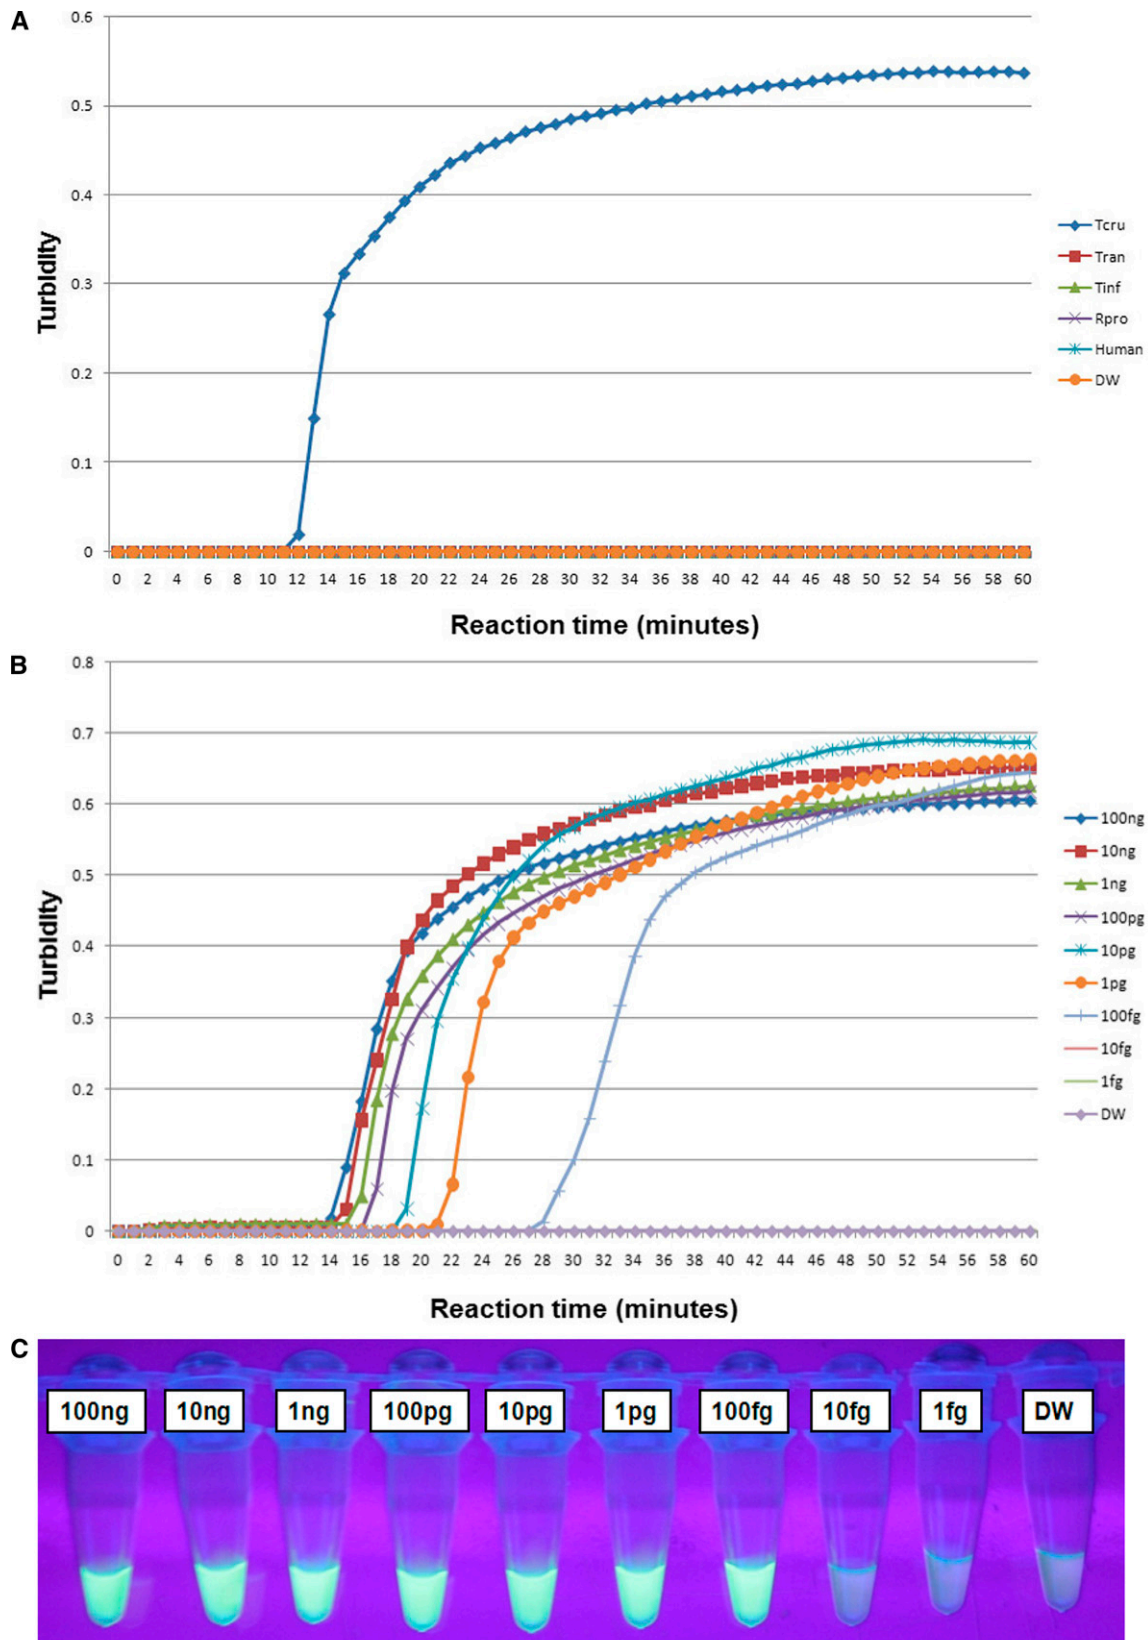 A
0.6
0.5
0.4
0.3
0.2
0.1
0
Turbidity
0 2 4 6 8 10 12 14 16 18 20 22 24 26 28 30 32 34 36 38 40 42 44 46 48 50 52 54 56 58 60
Reaction time (minutes)
Tcru
Tran
Tinf
Rpro
Human
DW
B
0.8
0.7
0.6
0.5
0.4
0.3
0.2
0.1
0
Turbidity
0 2 4 6 8 10 12 14 16 18 20 22 24 26 28 30 32 34 36 38 40 42 44 46 48 50 52 54 56 58 60
Reaction time (minutes)
100ng
10ng
1ng
100pg
10pg
1pg
100fg
10fg
1fg
DW
C
100ng 10ng 1ng 100pg 10pg 1pg 100fg 10fg 1fg DW